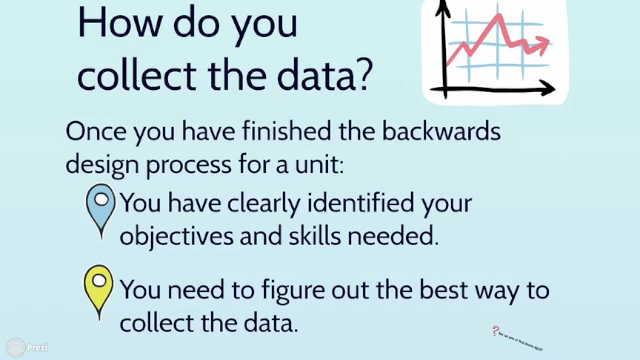 How do you
collect the data?
Once you have finished the backwards
design process for a unit:
You have clearly identified your
objectives and skills needed.
You need to figure out the best way to
collect the data.
Prezi